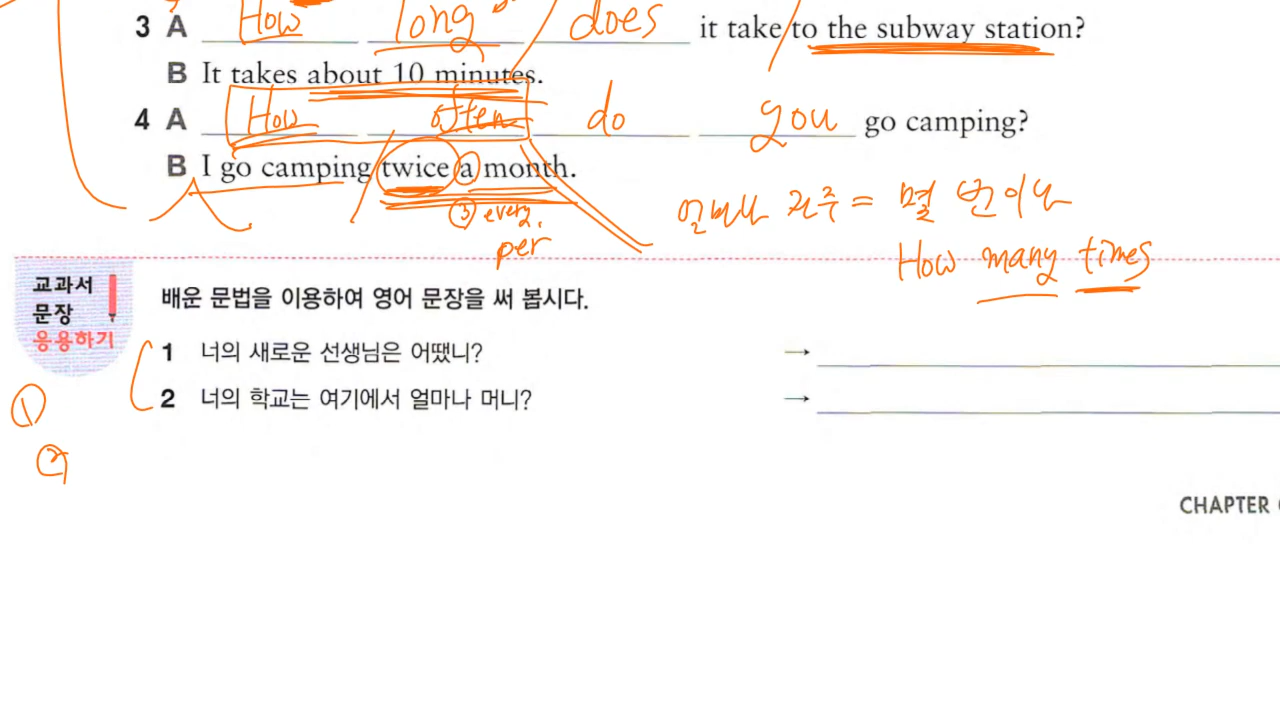 3 A How long does it take to the subway station?
B It takes about 10 minutes.
4 A How often do you go camping?
B I go camping twice a month.
③ every.
per
얼마나 자주 = 몇 번이나
How many times
교과서
문장
응용하기
배운 문법을 이용하여 영어 문장을 써 봅시다.
1 너의 새로운 선생님은 어땠니? →
2 너의 학교는 여기에서 얼마나 머니? →
①
②
CHAPTER